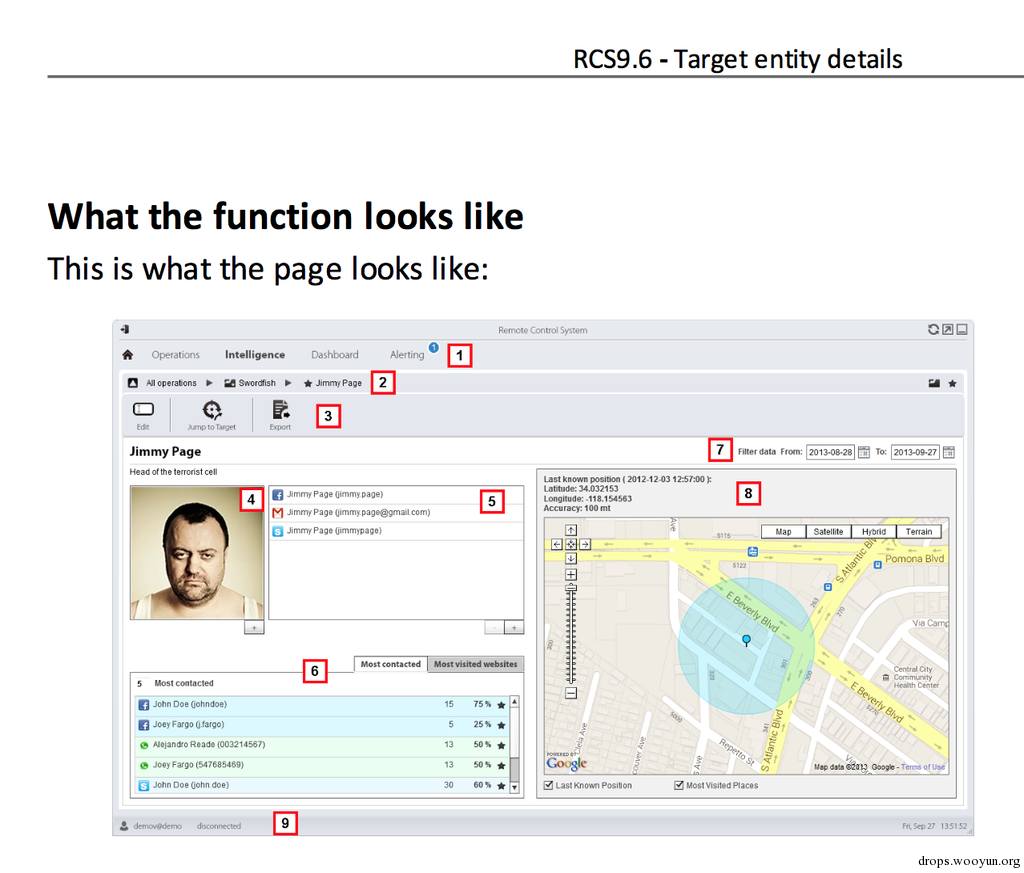 RCS9.6 - Target entity details
What the function looks like
This is what the page looks like:
Remote Control System
Operations Intelligence Dashboard Alerting 1 1
All operations Swordfish Jimmy Page 2
Edit Jump to Target Export 3
Jimmy Page
7 Filter data From: 2013-08-28 To: 2013-09-27
Head of the terrorist cell
4
Jimmy Page (jimmy.page)
Jimmy Page (jimmy.page@gmail.com)
Jimmy Page (jimmypage)
5
+
- +
Last known position ( 2012-12-03 12:57:00 ):
Latitude: 34.032153
Longitude: -118.154563
Accuracy: 100 mt
8
Map Satellite Hybrid Terrain
S115
S122
Pomona Blvd
S Atlantic Blvd
E Beverly Blvd
Via Camp
Central City
Community
Health Center
E Beverly Blvd
Repetto St
S Atlantic Blvd
POWERED BY
Google
Map data ©2013 Google - Terms of Use
Last Known Position Most Visited Places
6
Most contacted Most visited websites
5 Most contacted
John Doe (johndoe) 15 75 %
Joey Fargo (j.fargo) 5 25 %
Alejandro Reade (003214567) 13 50 %
Joey Fargo (547685469) 13 50 %
John Doe (john.doe) 30 60 %
demov@demo disconnected 9
Fri, Sep 27 13:51:52
drops.wooyun.org